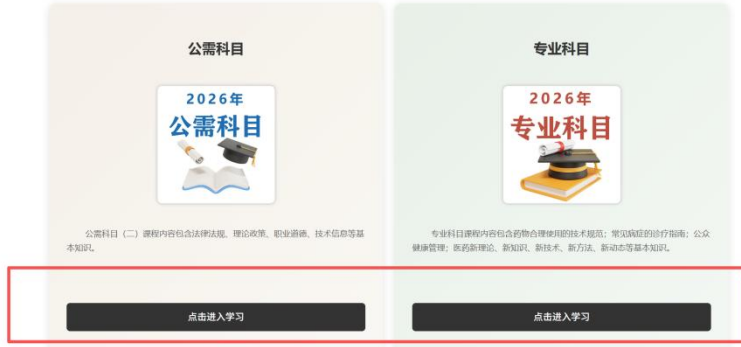 公需科目
2026年
公需科目
公需科目（二）课程内容包含法律法规、理论政策、职业道德、技术信息等基
本知识。
点击进入学习
专业科目
2026年
专业科目
专业科目课程内容包含药物合理使用的技术规范；常见病症的诊疗指南；公众
健康管理；医药新理论、新知识、新技术、新方法、新动态等基本知识。
点击进入学习